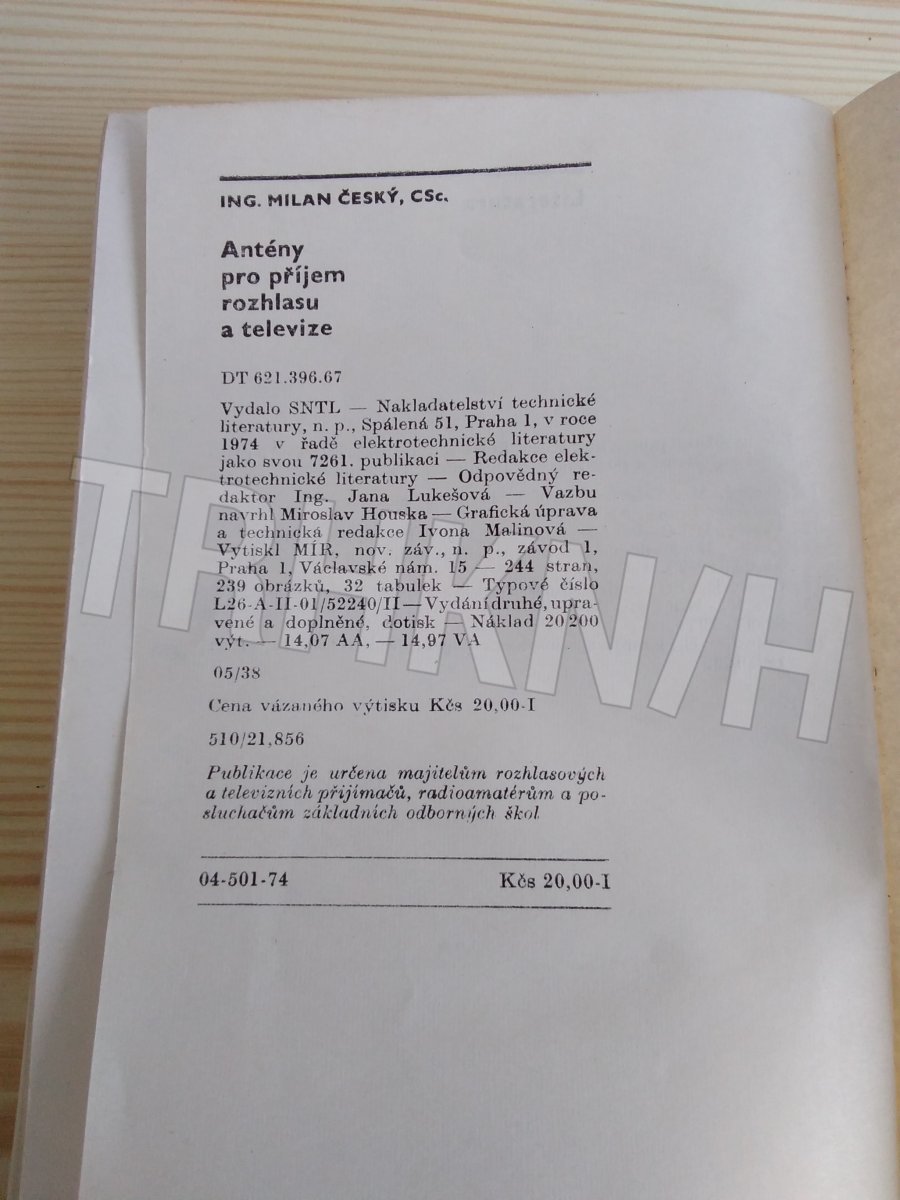 ING. MILAN ČESKÝ, CSc.
Antény
pro příjem
rozhlasu
a televize
DT 621.396.67
Vydalo SNTL — Nakladatelství technické
literatury, n. p., Spálená 51, Praha 1, v roce
1974 v řadě elektrotechnické literatury
jako svou 7261. publikaci — Redakce elek-
trotechnické literatury — Odpovědný re-
daktor Ing. Jana Lukešová — Vazbu
navrhl Miroslav Houska — Grafická úprava
a technická redakce Ivona Malinová —
Vytiskl MÍR, nov. záv., n. p., závod 1,
Praha 1, Václavské nám. 15 — 244 stran,
239 obrázků, 32 tabulek — Typové číslo
L26-A-II-01/52240/II — Vydání druhé, upra-
vené a doplněné, dotisk — Náklad 20 200
výt. — 14,07 AA, — 14,97 VA
05/38
Cena vázaného výtisku Kčs 20,00-I
510/21,856
Publikace je určena majitelům rozhlasových
a televizních přijímačů, radioamatérům a po-
sluchačům základních odborných škol
04-501-74 Kčs 20,00-I